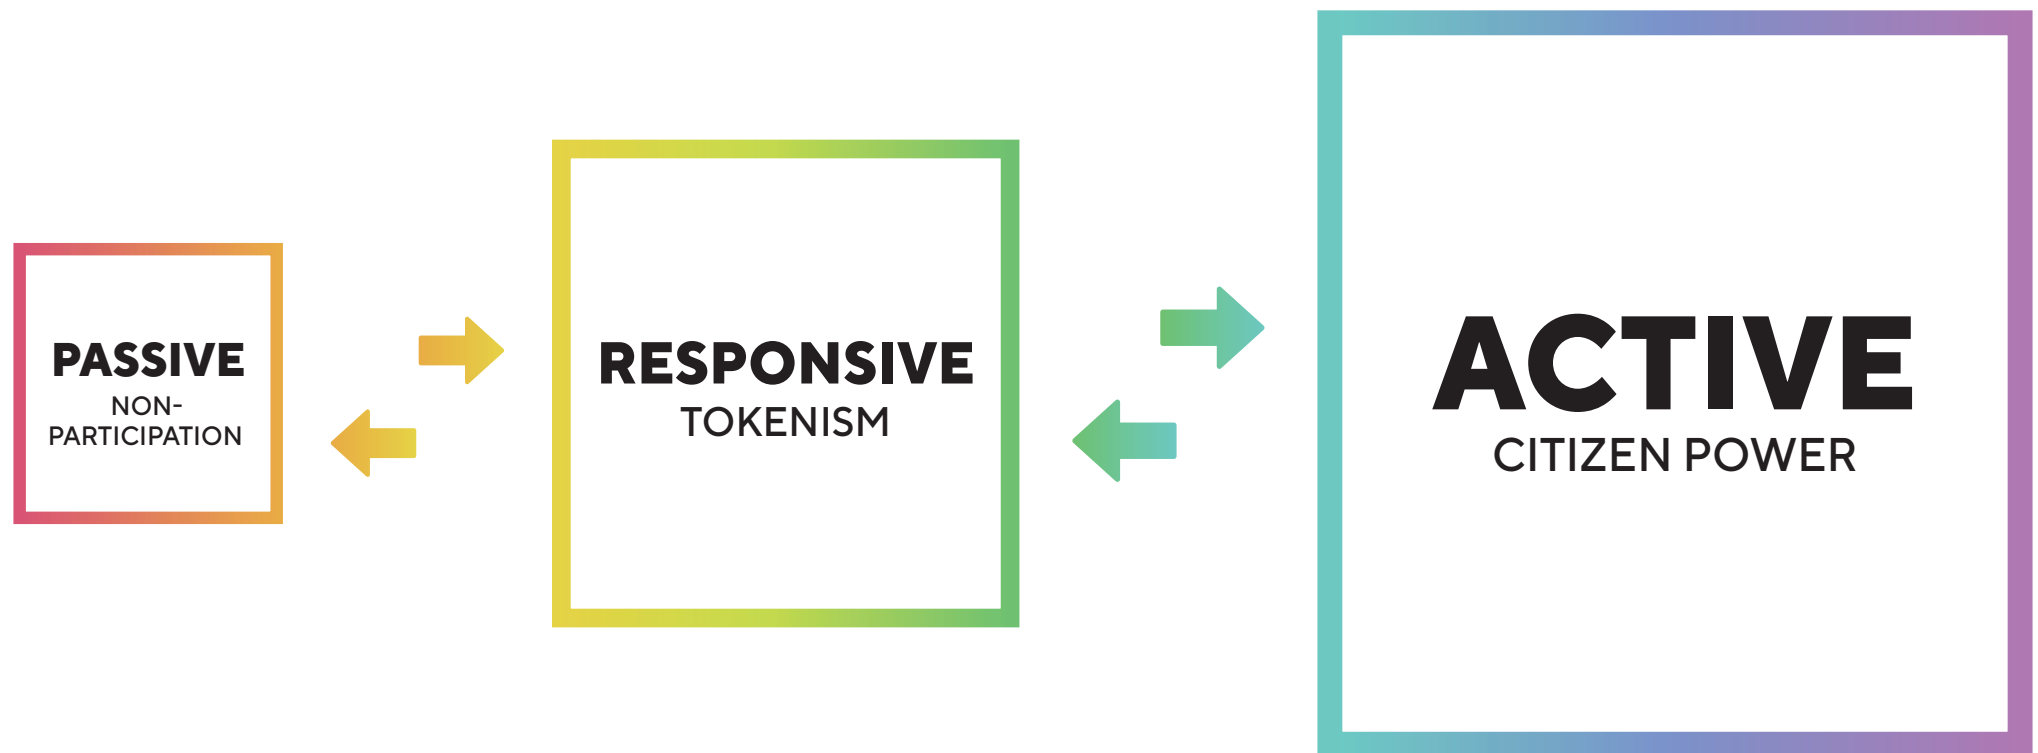 PASSIVE
NON-
PARTICIPATION
RESPONSIVE
TOKENISM
ACTIVE
CITIZEN POWER